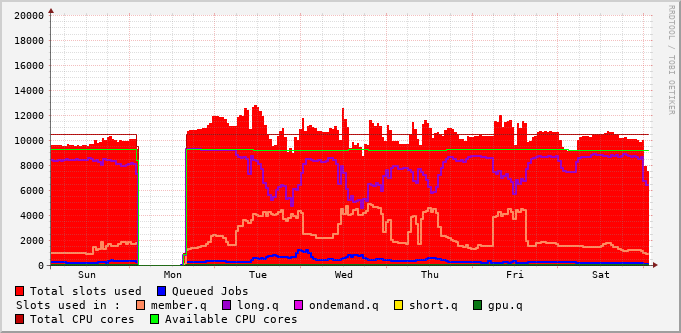 20000
18000
16000
14000
12000
10000
8000
6000
4000
2000
0
Sun Mon Tue Wed Thu Fri Sat
RRDTOOL / TOBI OETIKER
Total slots used Queued Jobs
Slots used in : member.q long.q ondemand.q short.q gpu.q
Total CPU cores Available CPU cores